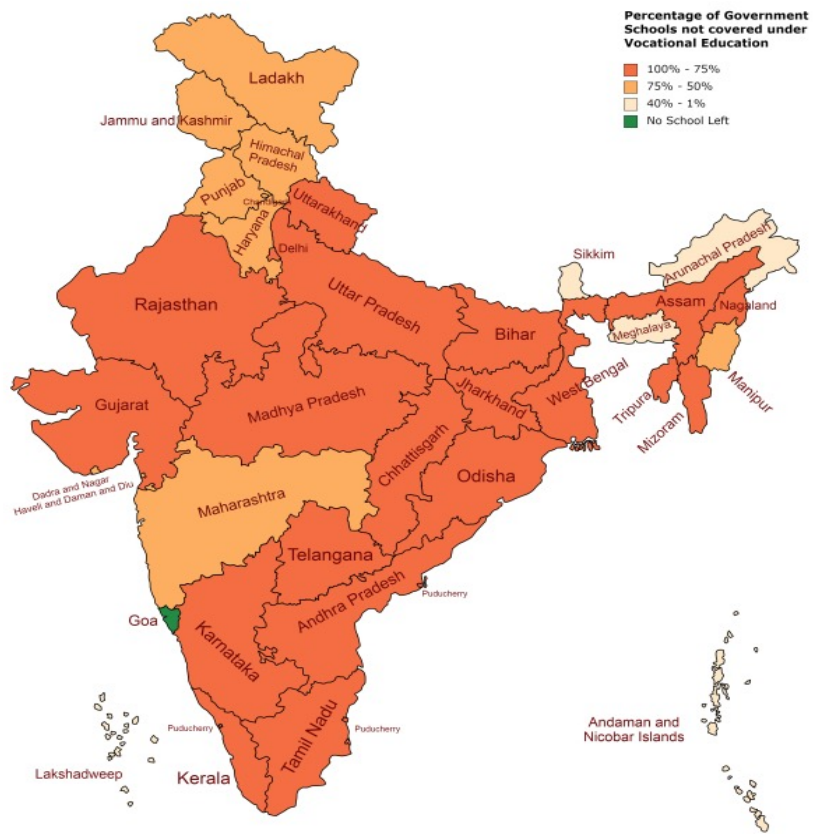 Percentage of Government
Schools not covered under
Vocational Education
100% - 75%
75% - 50%
40% - 1%
No School Left
Ladakh
Jammu and Kashmir
Himachal
Pradesh
Punjab
Chandigarh
Uttarakhand
Haryana
Delhi
Arunachal Pradesh
Sikkim
Rajasthan
Uttar Pradesh
Assam
Nagaland
Bihar
Meghalaya
Manipur
Gujarat
Madhya Pradesh
Jharkhand
West Bengal
Tripura
Mizoram
Chhattisgarh
Odisha
Dadra and Nagar
Haveli and Daman and Diu
Maharashtra
Telangana
Andhra Pradesh
Puducherry
Goa
Karnataka
Puducherry
Puducherry
Tamil Nadu
Andaman and
Nicobar Islands
Lakshadweep
Kerala